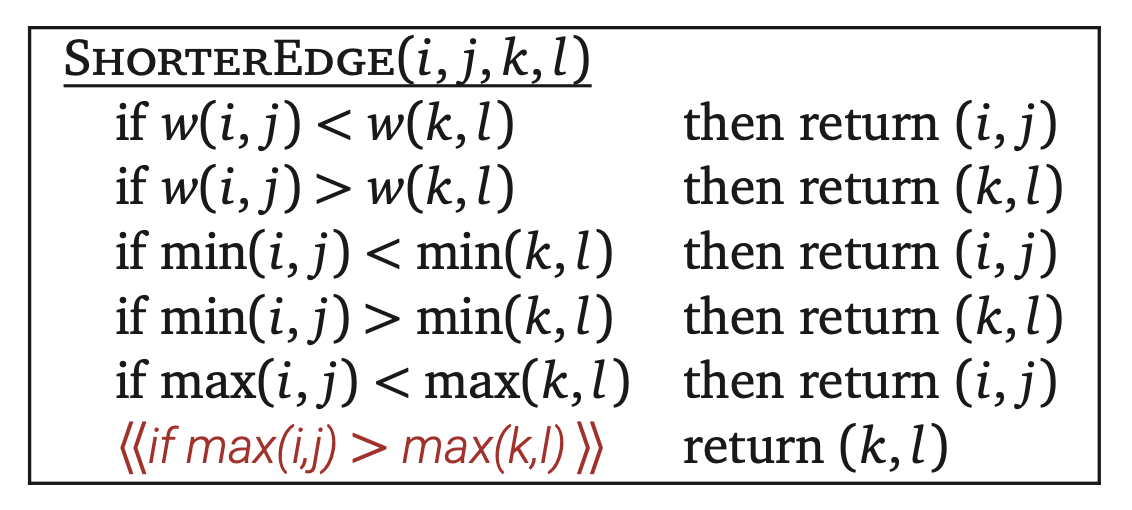 SHORTEREDGE(i, j, k, l)
if w(i, j) < w(k, l) then return (i, j)
if w(i, j) > w(k, l) then return (k, l)
if min(i, j) < min(k, l) then return (i, j)
if min(i, j) > min(k, l) then return (k, l)
if max(i, j) < max(k, l) then return (i, j)
⟨⟨if max(i,j) > max(k,l) ⟩⟩ return (k, l)